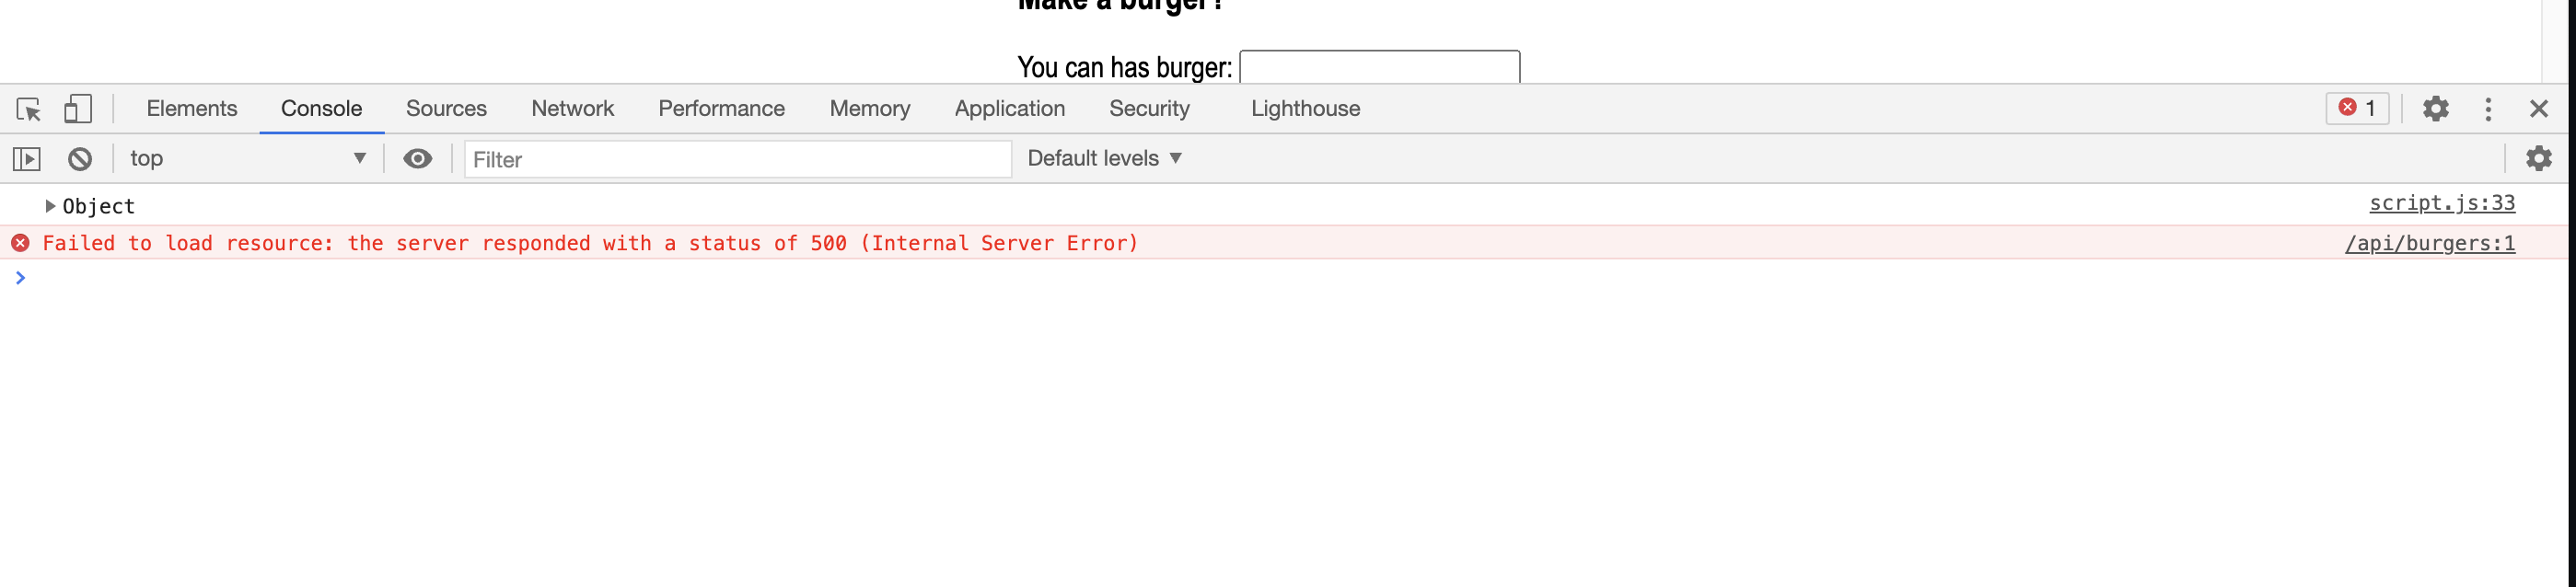 Make a burger!
You can has burger:
Elements Console Sources Network Performance Memory Application Security Lighthouse 1
top Filter Default levels
Object script.js:33
Failed to load resource: the server responded with a status of 500 (Internal Server Error) /api/burgers:1